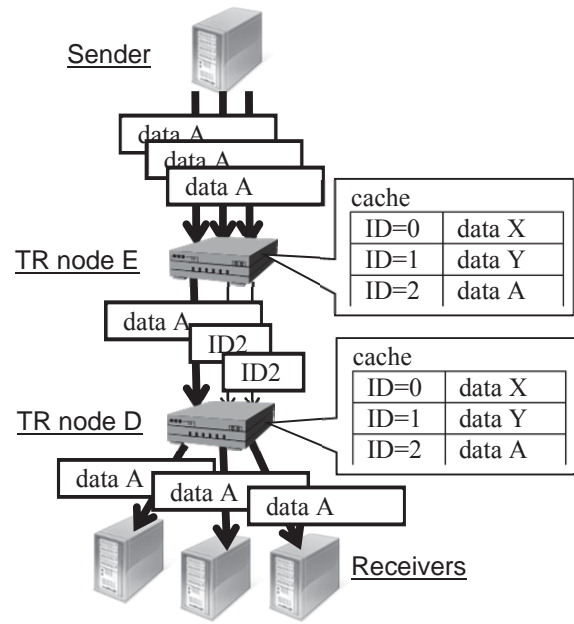 Sender
data A
data A
data A
cache
ID=0 data X
ID=1 data Y
ID=2 data A
TR node E
data A
ID2
ID2
cache
ID=0 data X
ID=1 data Y
ID=2 data A
TR node D
data A
data A
data A
Receivers